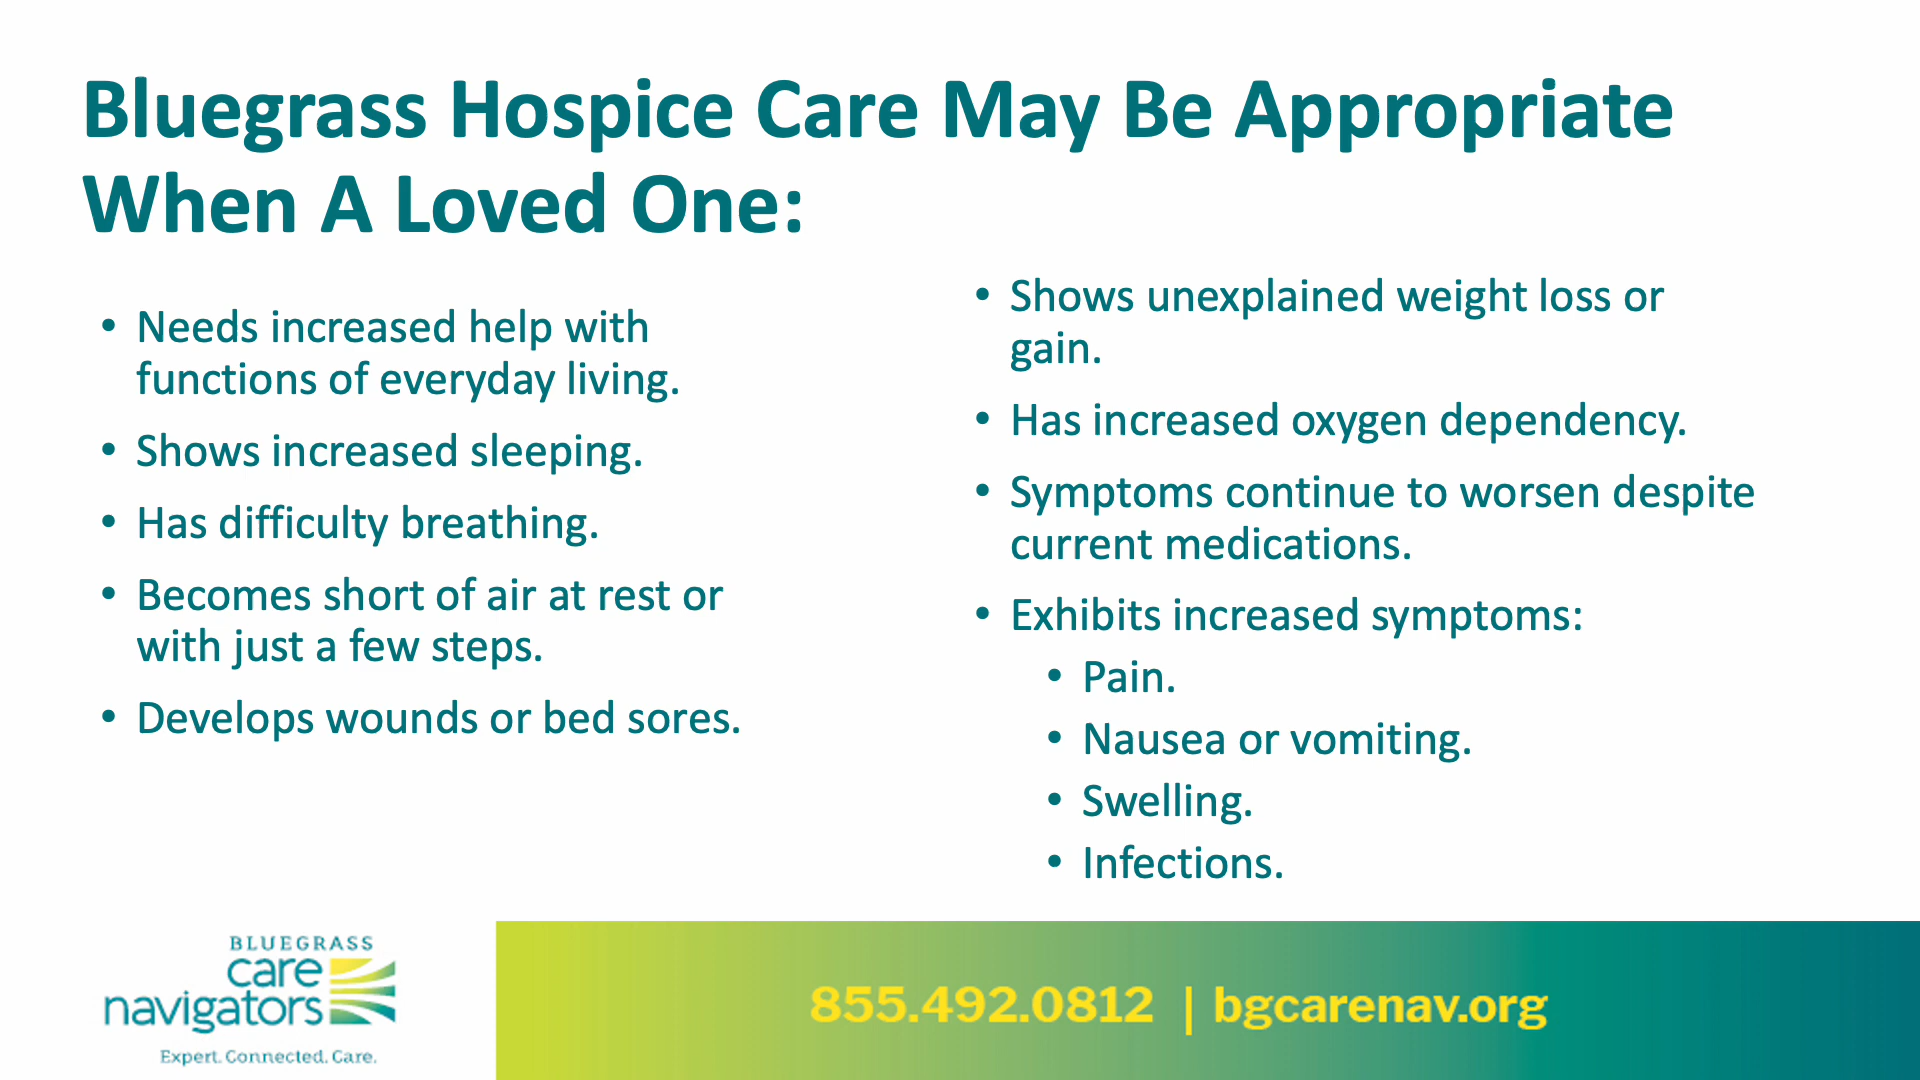 Bluegrass Hospice Care May Be Appropriate
When A Loved One:
• Needs increased help with
functions of everyday living.
• Shows increased sleeping.
• Has difficulty breathing.
• Becomes short of air at rest or
with just a few steps.
• Develops wounds or bed sores.
• Shows unexplained weight loss or
gain.
• Has increased oxygen dependency.
• Symptoms continue to worsen despite
current medications.
• Exhibits increased symptoms:
• Pain.
• Nausea or vomiting.
• Swelling.
• Infections.
BLUEGRASS
care
navigators
Expert. Connected. Care.
855.492.0812 | bgcarenav.org